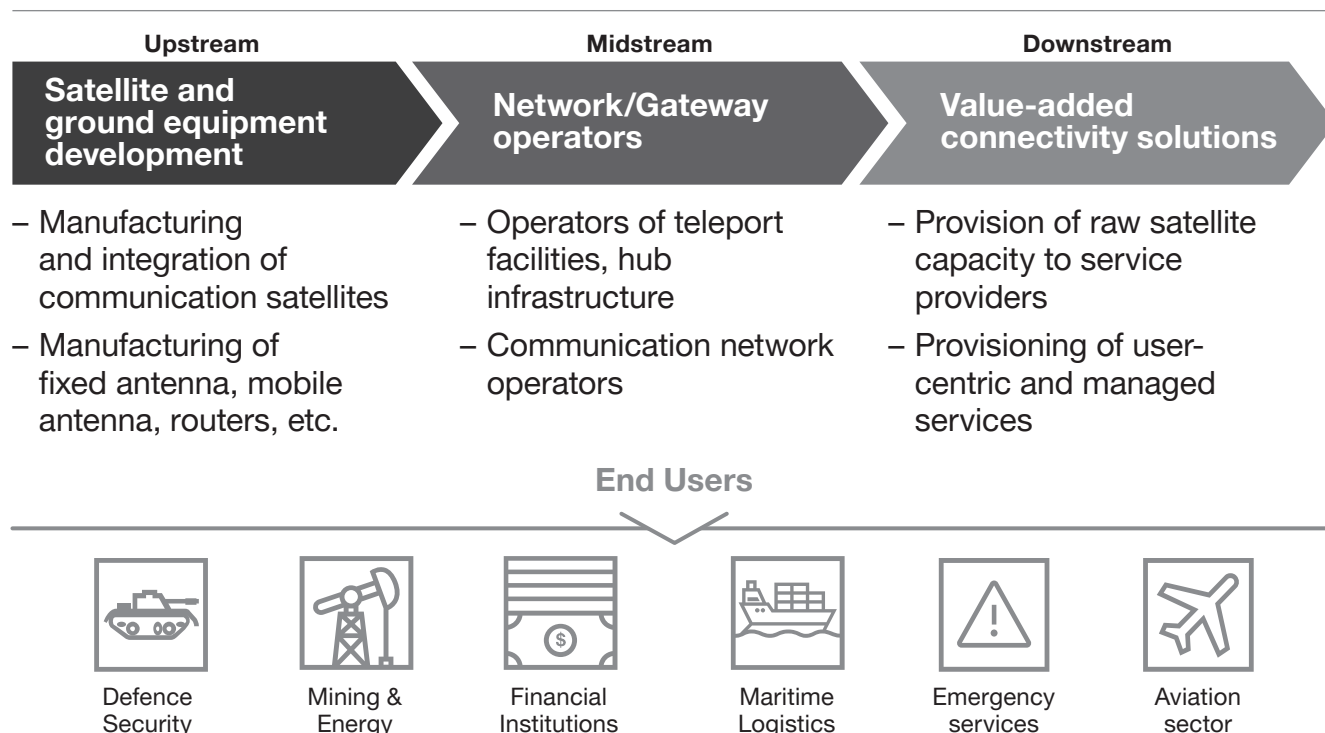 Upstream
Midstream
Downstream
Satellite and
ground equipment
development
Network/Gateway
operators
Value-added
connectivity solutions
– Manufacturing
and integration of
communication satellites
– Manufacturing of
fixed antenna, mobile
antenna, routers, etc.
– Operators of teleport
facilities, hub
infrastructure
– Communication network
operators
– Provision of raw satellite
capacity to service
providers
– Provisioning of user-
centric and managed
services
End Users
$
!
Defence
Security
Mining &
Energy
Financial
Institutions
Maritime
Logistics
Emergency
services
Aviation
sector